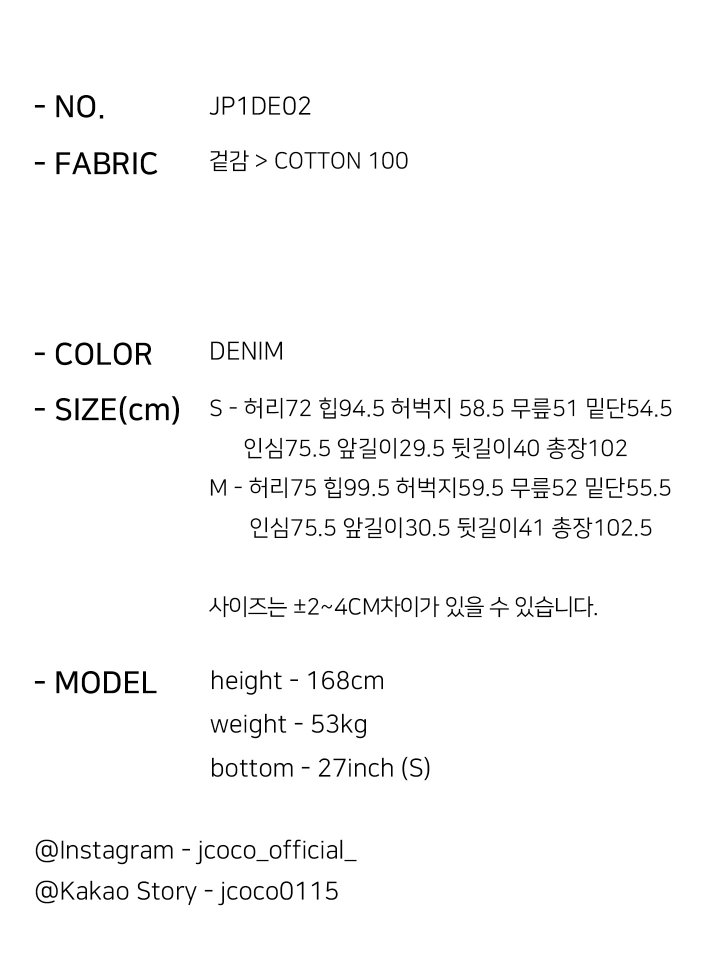 - NO. JP1DE02
- FABRIC 겉감 > COTTON 100
- COLOR DENIM
- SIZE(cm) S - 허리72 힙94.5 허벅지 58.5 무릎51 밑단54.5
인심75.5 앞길이29.5 뒷길이40 총장102
M - 허리75 힙99.5 허벅지59.5 무릎52 밑단55.5
인심75.5 앞길이30.5 뒷길이41 총장102.5
사이즈는 ±2~4CM차이가 있을 수 있습니다.
- MODEL height - 168cm
weight - 53kg
bottom - 27inch (S)
@Instagram - jcoco_official_
@Kakao Story - jcoco0115